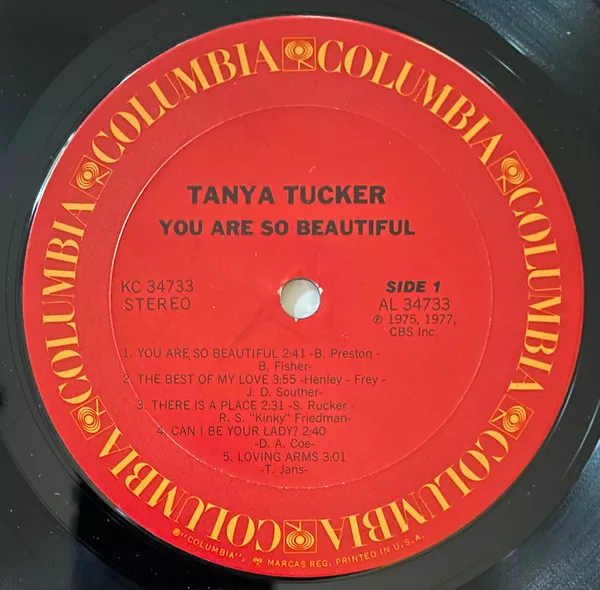 COLUMBIA COLUMBIA COLUMBIA COLUMBIA COLUMBIA COLUMBIA COLUMBIA COLUMBIA
TANYA TUCKER
YOU ARE SO BEAUTIFUL
KC 34733
STEREO
SIDE 1
AL 34733
℗ 1975, 1977,
CBS Inc.
1. YOU ARE SO BEAUTIFUL 2:41 -B. Preston -
B. Fisher-
2. THE BEST OF MY LOVE 3:55 -Henley - Frey -
J. D. Souther-
3. THERE IS A PLACE 2:31 -S. Rucker -
R. S. "Kinky" Friedman-
4. CAN I BE YOUR LADY? 2:40
-D. A. Coe-
5. LOVING ARMS 3:01
-T. Jans-
®"COLUMBIA", MARCAS REG. PRINTED IN U.S.A.